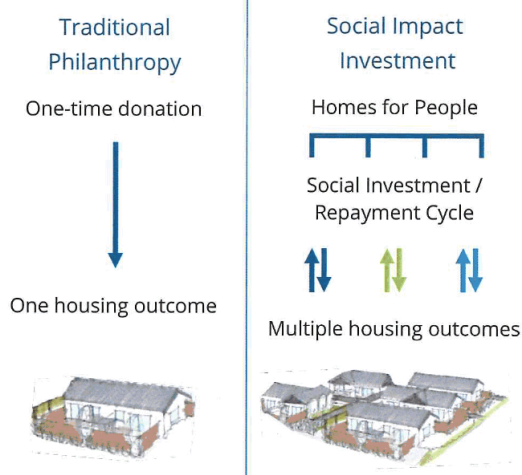 Traditional
Philanthropy
One-time donation
One housing outcome
Social Impact
Investment
Homes for People
Social Investment /
Repayment Cycle
Multiple housing outcomes